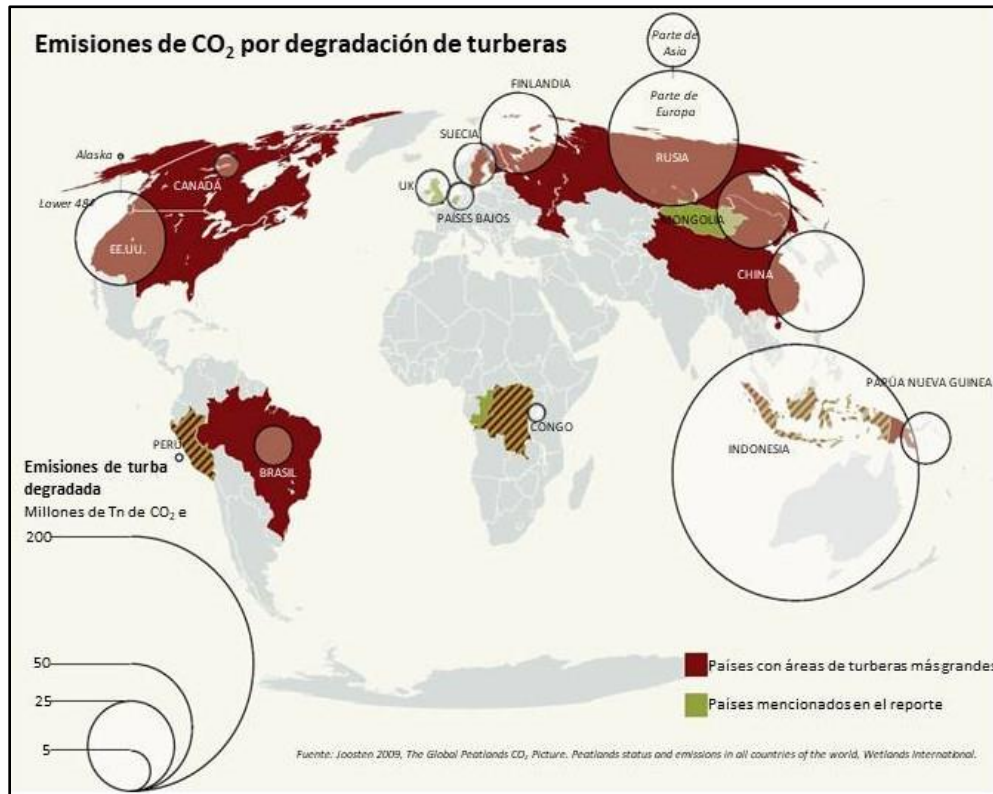 Emisiones de CO₂ por degradación de turberas
Parte de
Asia
FINLANDIA
Parte de
Europa
SUECIA
RUSIA
Alaska
CANADÁ
UK
Lower 48
PAÍSES BAJOS
MONGOLIA
EE.UU.
CHINA
PAPÚA NUEVA GUINEA
CONGO
PERÚ
INDONESIA
BRASIL
Emisiones de turba
degradada
Millones de Tn de CO₂ e
200
50
25
5
Países con áreas de turberas más grandes
Países mencionados en el reporte
Fuente: Joosten 2009, The Global Peatlands CO₂ Picture. Peatlands status and emissions in all countries of the world, Wetlands International.